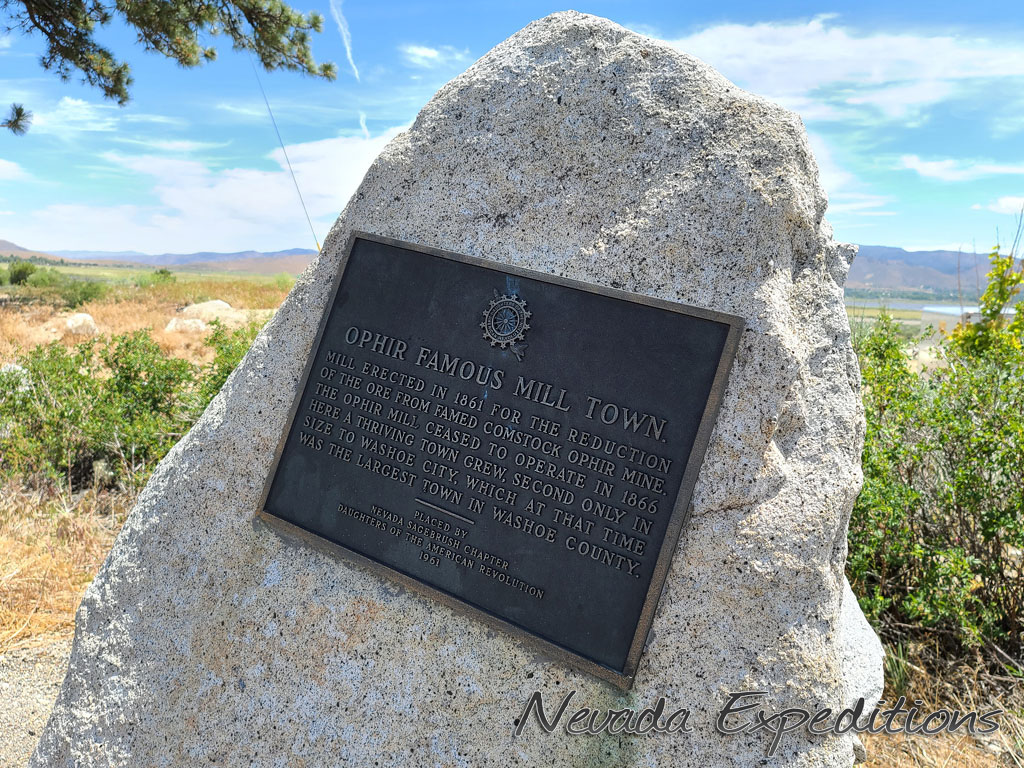 OPHIR FAMOUS MILL TOWN.
MILL ERECTED IN 1861 FOR THE REDUCTION
OF THE ORE FROM FAMED COMSTOCK OPHIR MINE.
THE OPHIR MILL CEASED TO OPERATE IN 1866
HERE A THRIVING TOWN GREW, SECOND ONLY IN
SIZE TO WASHOE CITY, WHICH AT THAT TIME
WAS THE LARGEST TOWN IN WASHOE COUNTY.
PLACED BY
NEVADA SAGEBRUSH CHAPTER
DAUGHTERS OF THE AMERICAN REVOLUTION
1961
Nevada Expeditions